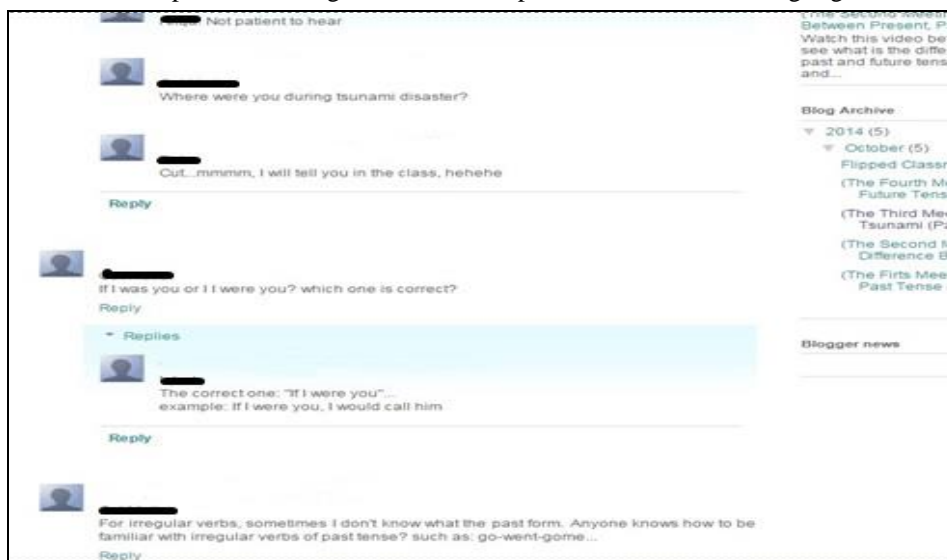 Not patient to hear
Where were you during tsunami disaster?
Cut...mmmm, I will tell you in the class, hehehe
Reply
If I was you or I I were you? which one is correct?
Reply
Replies
The correct one: "If I were you"...
example: If I were you, I would call him
Reply
For irregular verbs, sometimes I don't know what the past form. Anyone knows how to be
familiar with irregular verbs of past tense? such as: go-went-gome...
Reply
(The Second Meeti
Between Present, P
Watch this video be
see what is the diffe
past and future tens
and...
Blog Archive
2014 (5)
October (5)
Flipped Classr
(The Fourth M
Future Tens
(The Third Mee
Tsunami (Pa
(The Second M
Difference B
(The Firts Mee
Past Tense
Blogger news